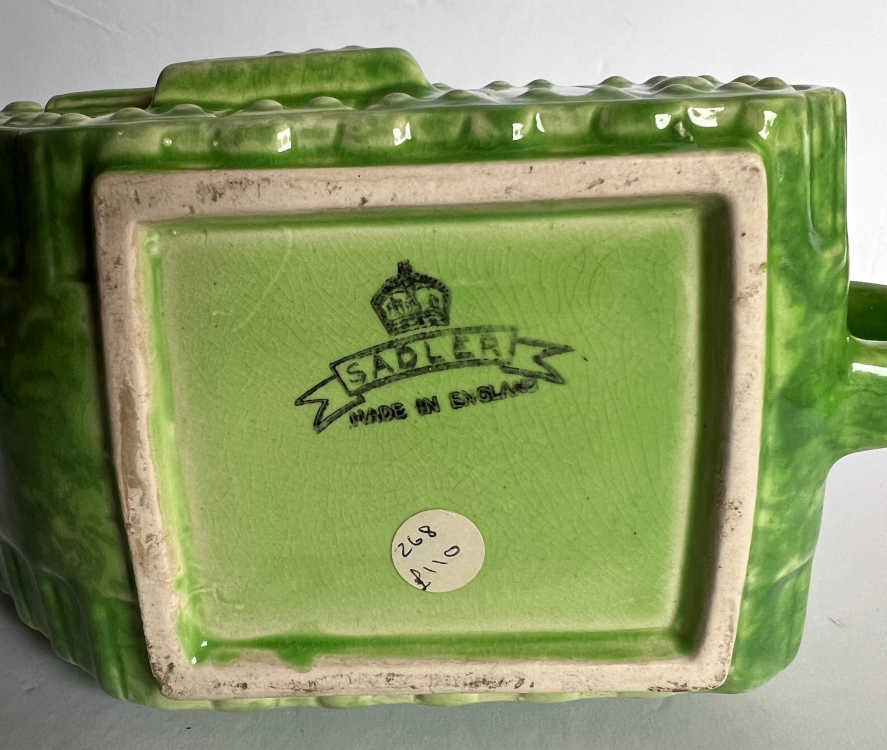 SADLER
MADE IN ENGLAND
268
£110